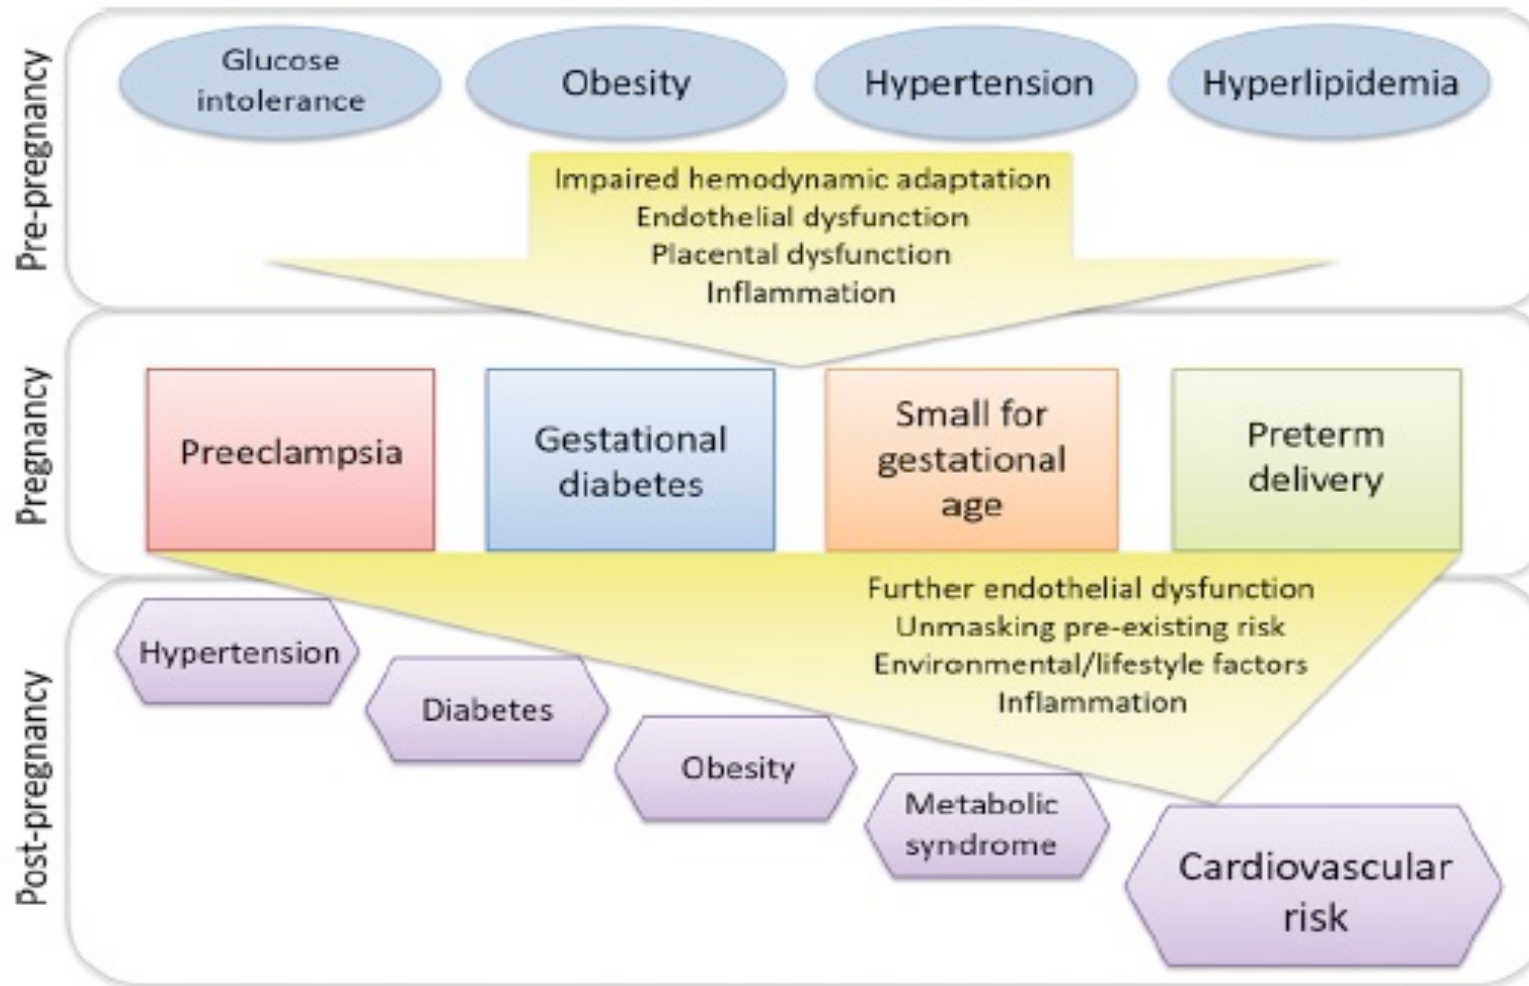 Pre-pregnancy
Glucose
intolerance
Obesity
Hypertension
Hyperlipidemia
Impaired hemodynamic adaptation
Endothelial dysfunction
Placental dysfunction
Inflammation
Pregnancy
Preeclampsia
Gestational
diabetes
Small for
gestational
age
Preterm
delivery
Post-pregnancy
Further endothelial dysfunction
Unmasking pre-existing risk
Environmental/lifestyle factors
Inflammation
Hypertension
Diabetes
Obesity
Metabolic
syndrome
Cardiovascular
risk